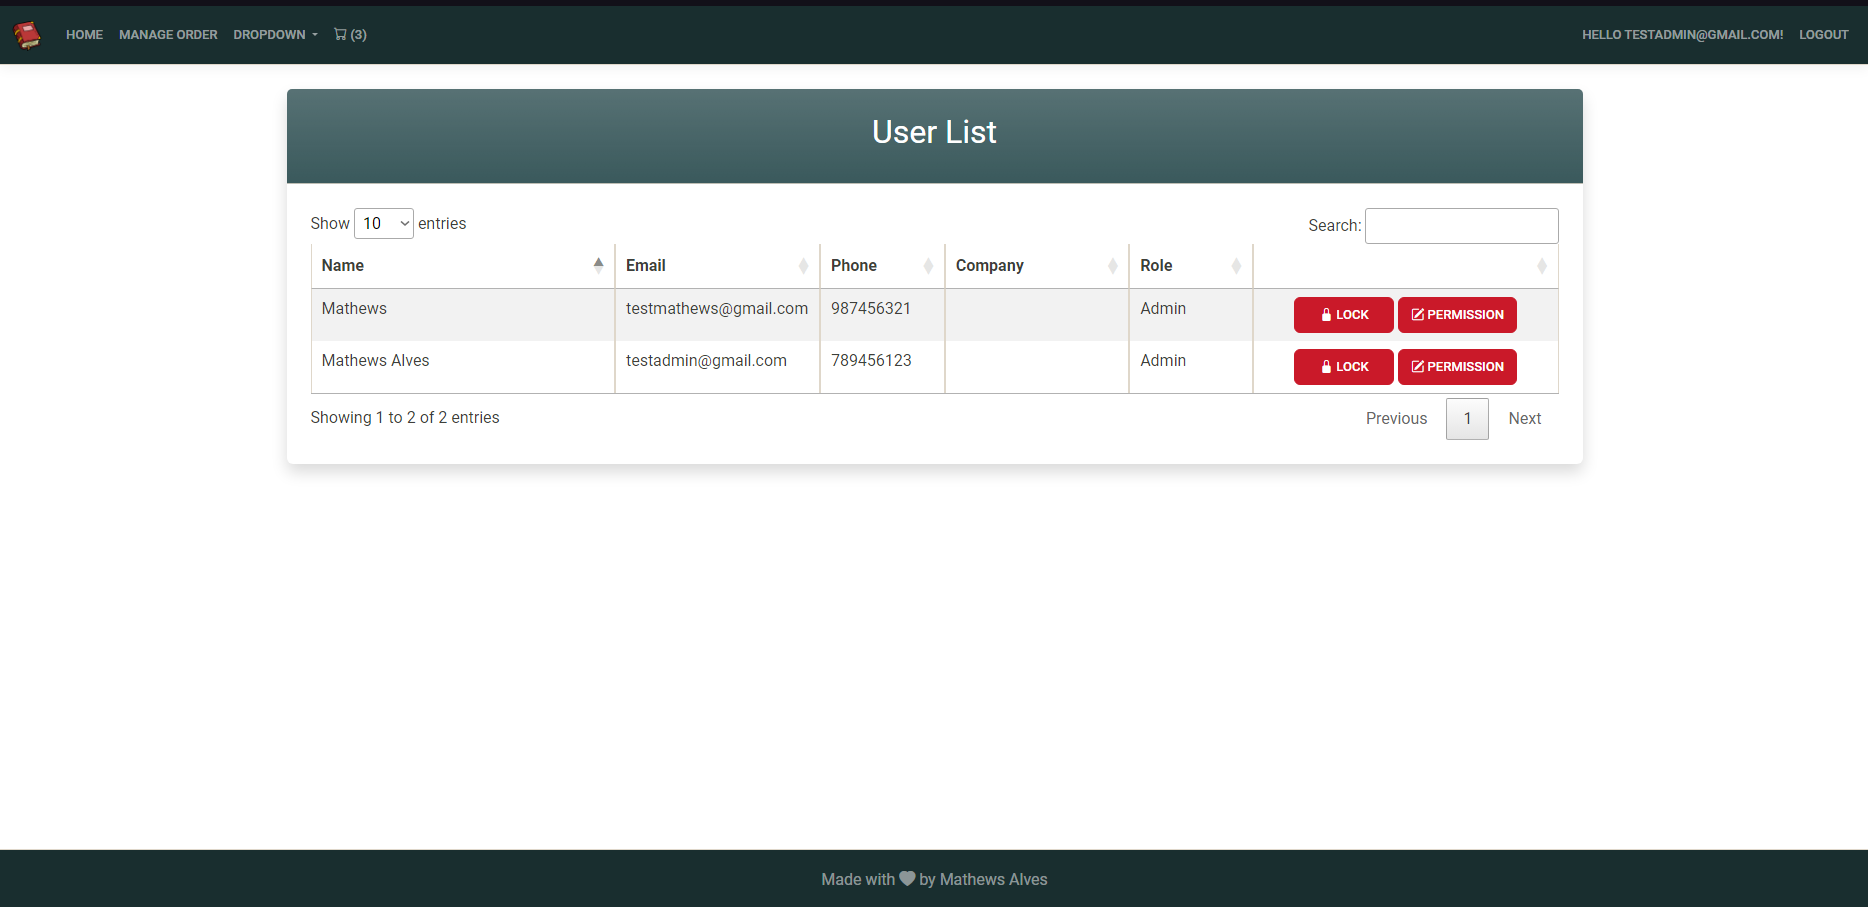 HOME MANAGE ORDER DROPDOWN (3) HELLO TESTADMIN@GMAIL.COM! LOGOUT
User List
Show 10 entries Search:
Name Email Phone Company Role
Mathews testmathews@gmail.com 987456321 Admin LOCK PERMISSION
Mathews Alves testadmin@gmail.com 789456123 Admin LOCK PERMISSION
Showing 1 to 2 of 2 entries Previous 1 Next
Made with by Mathews Alves